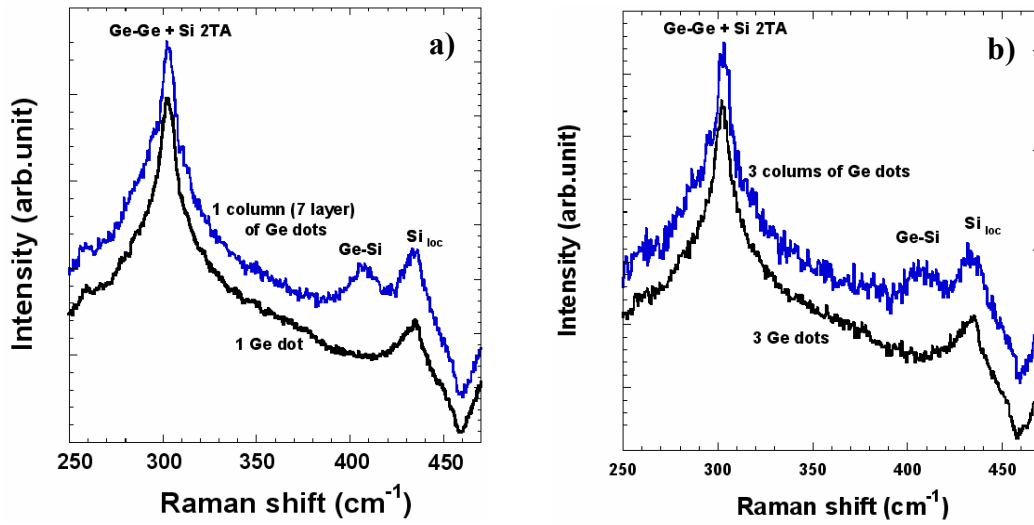 a)
Ge-Ge + Si 2TA
1 column (7 layer)
of Ge dots
Ge-Si
Si loc
1 Ge dot
Intensity (arb.unit)
250 300 350 400 450
Raman shift (cm-1)
b)
Ge-Ge + Si 2TA
3 colums of Ge dots
Ge-Si
Si loc
3 Ge dots
Intensity (arb.unit)
250 300 350 400 450
Raman shift (cm-1)